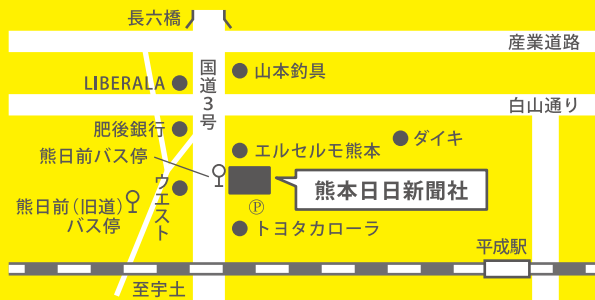 長六橋
産業道路
国道3号
山本釣具
LIBERALA
白山通り
肥後銀行
ダイキ
エルセルモ熊本
熊日前バス停
熊本日日新聞社
ウエスト
熊日前(旧道)
バス停
Ⓟ
トヨタカローラ
平成駅
至宇土